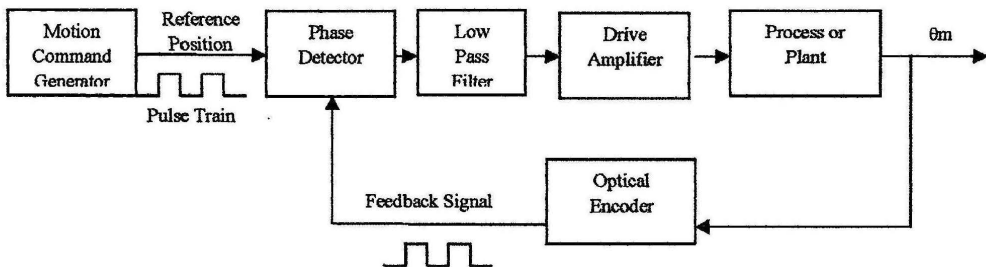 Motion
Command
Generator
Reference
Position
Pulse Train
Phase
Detector
Low
Pass
Filter
Drive
Amplifier
Process or
Plant
θm
Optical
Encoder
Feedback Signal